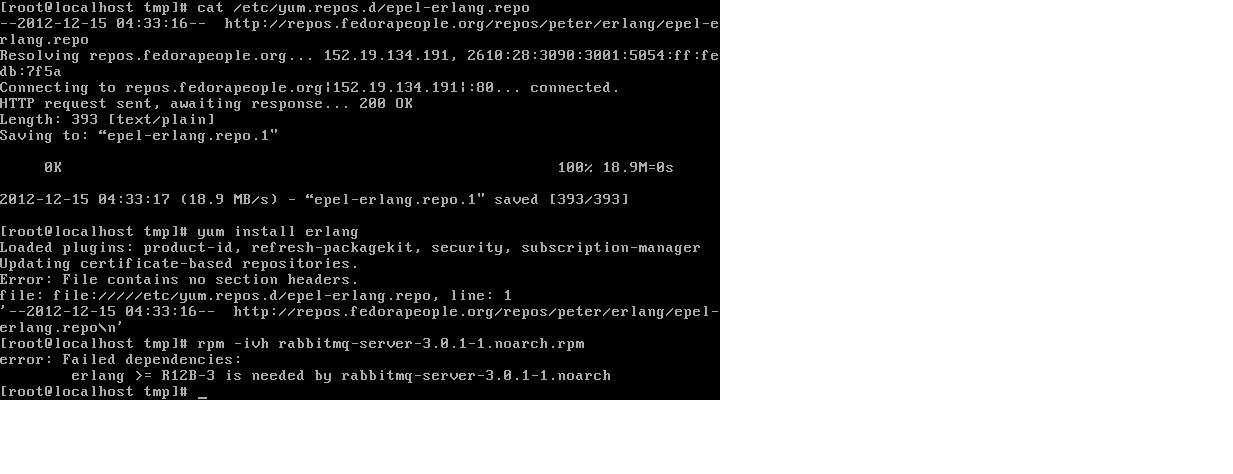 [root@localhost tmp]# cat /etc/yum.repos.d/epel-erlang.repo
--2012-12-15 04:33:16--  http://repos.fedorapeople.org/repos/peter/erlang/epel-e
rlang.repo
Resolving repos.fedorapeople.org... 152.19.134.191, 2610:28:3090:3001:5054:ff:fe
db:7f5a
Connecting to repos.fedorapeople.org|152.19.134.191|:80... connected.
HTTP request sent, awaiting response... 200 OK
Length: 393 [text/plain]
Saving to: “epel-erlang.repo.1”
     0K                                                       100% 18.9M=0s
2012-12-15 04:33:17 (18.9 MB/s) - “epel-erlang.repo.1” saved [393/393]
[root@localhost tmp]# yum install erlang
Loaded plugins: product-id, refresh-packagekit, security, subscription-manager
Updating certificate-based repositories.
Error: File contains no section headers.
file: file://///etc/yum.repos.d/epel-erlang.repo, line: 1
'--2012-12-15 04:33:16--  http://repos.fedorapeople.org/repos/peter/erlang/epel-
erlang.repo\n'
[root@localhost tmp]# rpm -ivh rabbitmq-server-3.0.1-1.noarch.rpm
error: Failed dependencies:
        erlang >= R12B-3 is needed by rabbitmq-server-3.0.1-1.noarch
[root@localhost tmp]# _